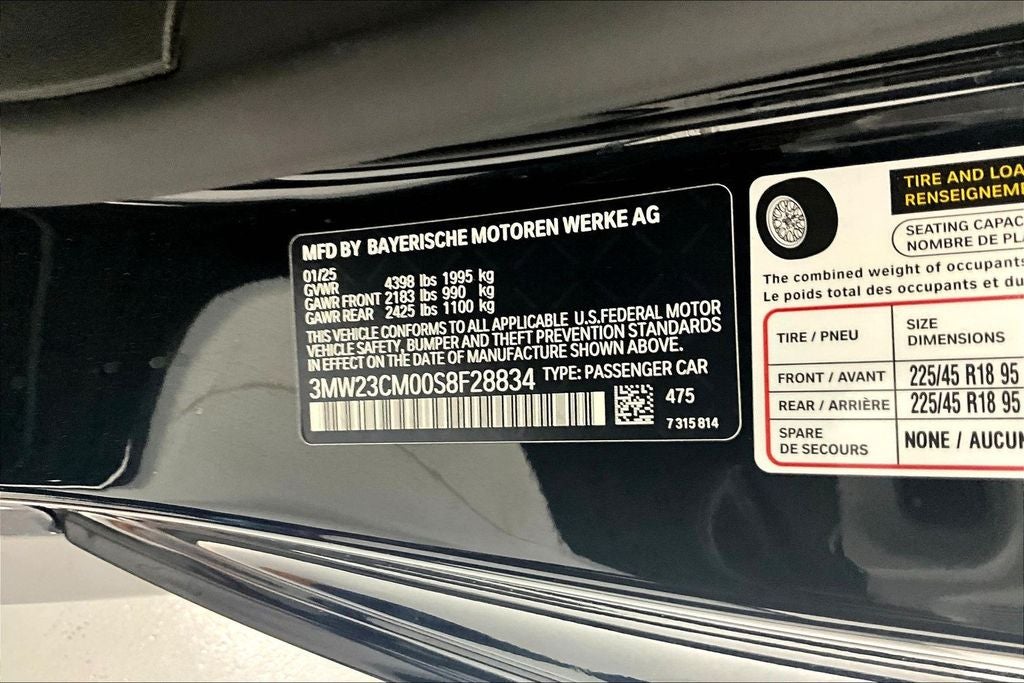 MFD BY BAYERISCHE MOTOREN WERKE AG
01/25
GVWR 4398 lbs 1995 kg
GAWR FRONT 2183 lbs 990 kg
GAWR REAR 2425 lbs 1100 kg
THIS VEHICLE CONFORMS TO ALL APPLICABLE U.S.FEDERAL MOTOR
VEHICLE SAFETY, BUMPER AND THEFT PREVENTION STANDARDS
IN EFFECT ON THE DATE OF MANUFACTURE SHOWN ABOVE.
3MW23CM00S8F28834 TYPE: PASSENGER CAR
475
7315814
TIRE AND LOA
RENSEIGNEME
SEATING CAPAC
NOMBRE DE PL
The combined weight of occupants
Le poids total des occupants et du
TIRE / PNEU
SIZE
DIMENSIONS
FRONT / AVANT 225/45 R18 95
REAR / ARRIÈRE 225/45 R18 95
SPARE
DE SECOURS
NONE / AUCUN